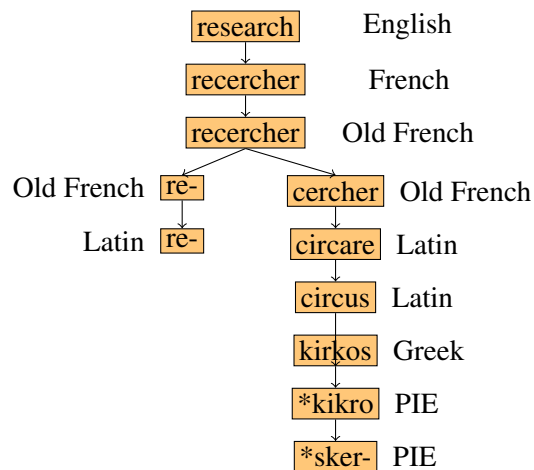 research English
recercher French
recercher Old French
Old French re- cercher Old French
Latin re- circare Latin
circus Latin
kirkos Greek
*kikro PIE
*sker- PIE